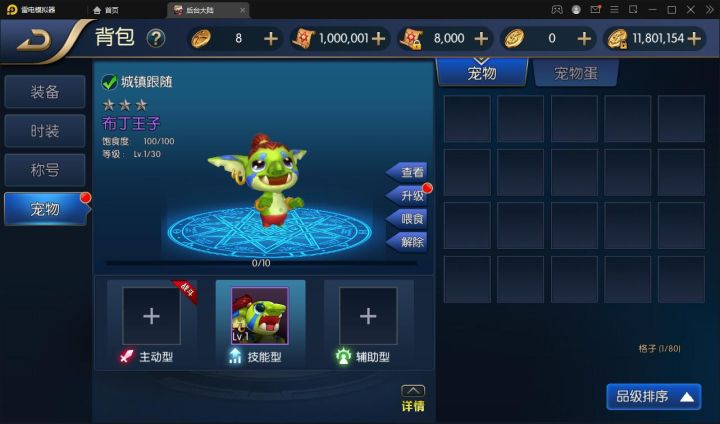 雷电模拟器
首页
后台大陆
背包
?
8
1,000,001
8,000
0
11,801,154
装备
时装
称号
宠物
城镇跟随
布丁王子
饱食度: 100/100
等级: Lv.1/30
查看
升级
喂食
解除
0/10
战斗
Lv.1
主动型
技能型
辅助型
详情
宠物
宠物蛋
格子 (1/80)
品级排序